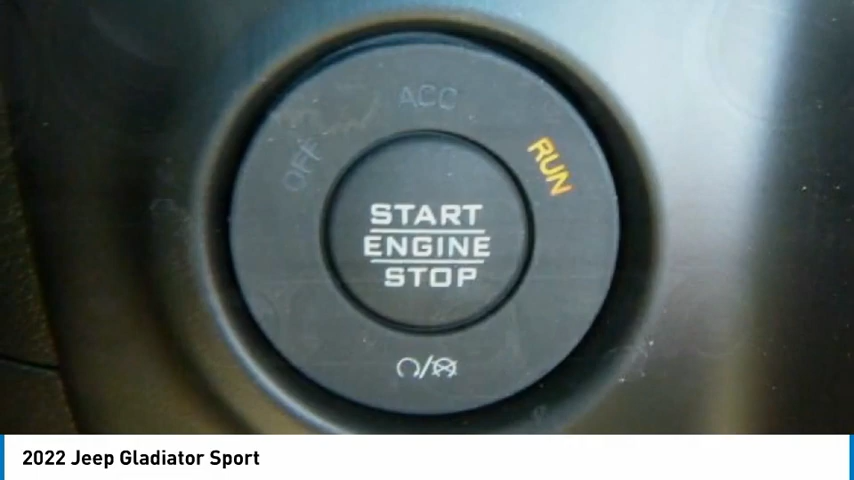 ACC
OFF
RUN
START
ENGINE
STOP
2022 Jeep Gladiator Sport